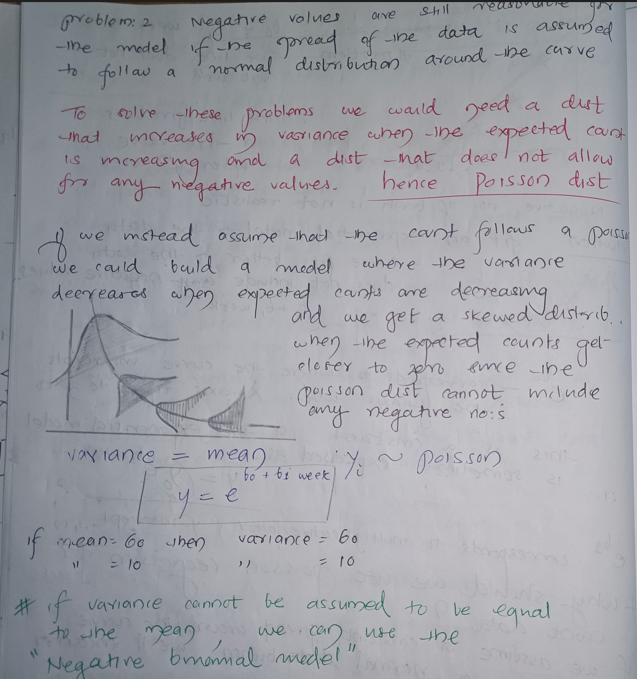 problem: 2 Negative values are still reasonable for
the model if the spread of the data is assumed
to follow a normal distribution around the curve
To solve these problems we would need a dist
that increases in variance when the expected count
is increasing and a dist that does not allow
for any negative values. hence Poisson dist
If we instead assume that the count follows a poiss
we could build a model where the variance
decreases when expected counts are decreasing
and we get a skewed distrib..
when the expected counts get
closer to zero since the
poisson dist cannot include
any negative no:s
variance = mean yi ~ poisson
y = e^b0 + b1 week
if mean = 60 then variance = 60
" = 10 " = 10
# if variance cannot be assumed to be equal
to the mean, we can use the
"Negative binomial model"